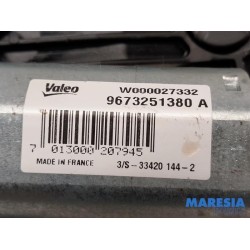 Valeo
W000027332
9673251380 A
7 013000 207945
MADE IN FRANCE
3/S-33420 144-2
MARESIA